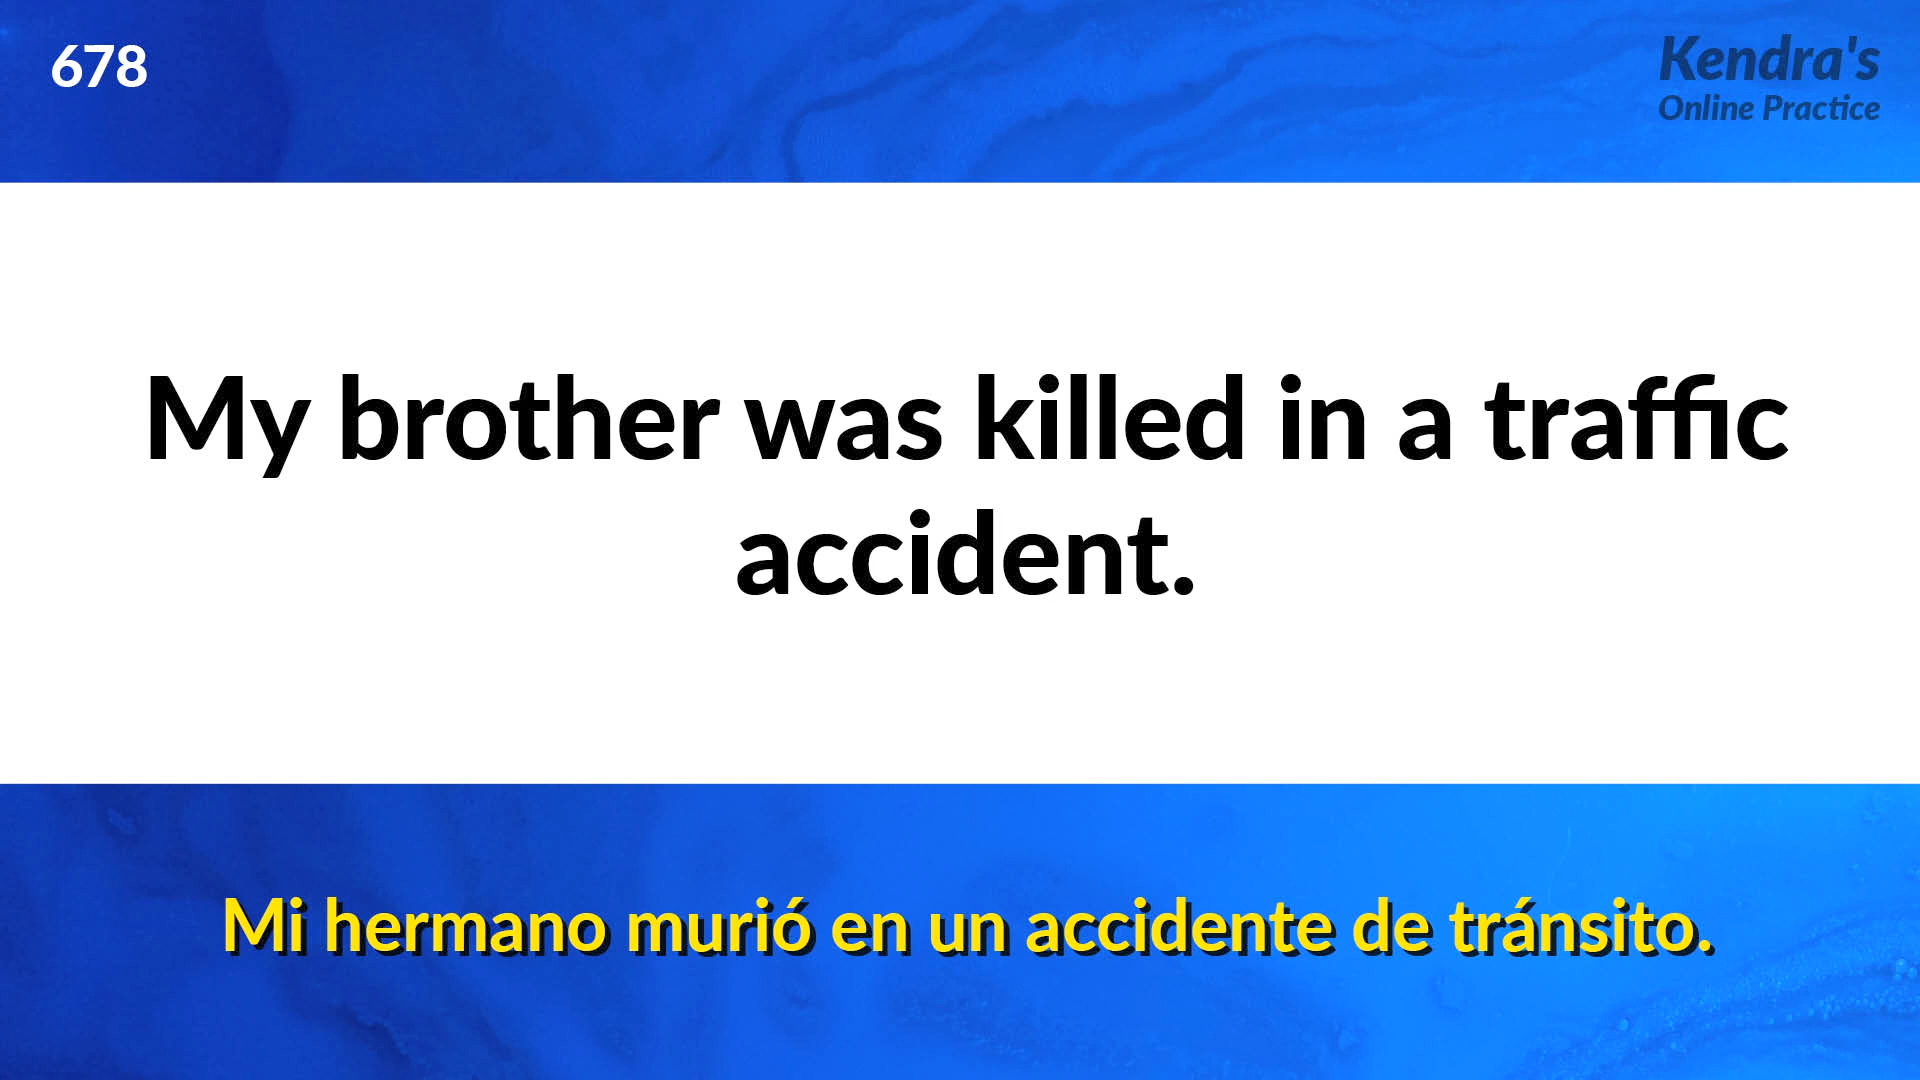 678
Kendra's
Online Practice
My brother was killed in a traffic
accident.
Mi hermano murió en un accidente de tránsito.